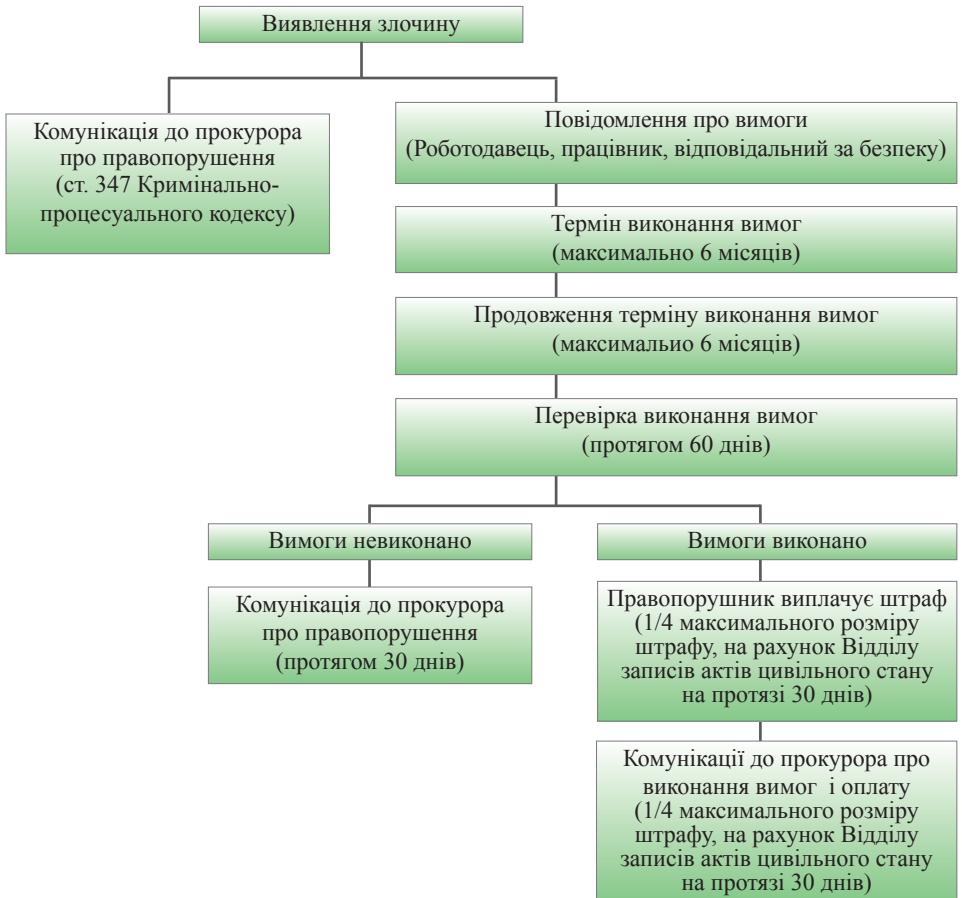 Виявлення злочину
Комунікація до прокурора
про правопорушення
(ст. 347 Кримінально-
процесуального кодексу)
Повідомлення про вимоги
(Роботодавець, працівник, відповідальний за безпеку)
Термін виконання вимог
(максимально 6 місяців)
Продовження терміну виконання вимог
(максимальио 6 місяців)
Перевірка виконання вимог
(протягом 60 днів)
Вимоги невиконано
Комунікація до прокурора
про правопорушення
(протягом 30 днів)
Вимоги виконано
Правопорушник виплачує штраф
(1/4 максимального розміру
штрафу, на рахунок Відділу
записів актів цивільного стану
на протязі 30 днів)
Комунікації до прокурора про
виконання вимог і оплату
(1/4 максимального розміру
штрафу, на рахунок Відділу
записів актів цивільного стану
на протязі 30 днів)